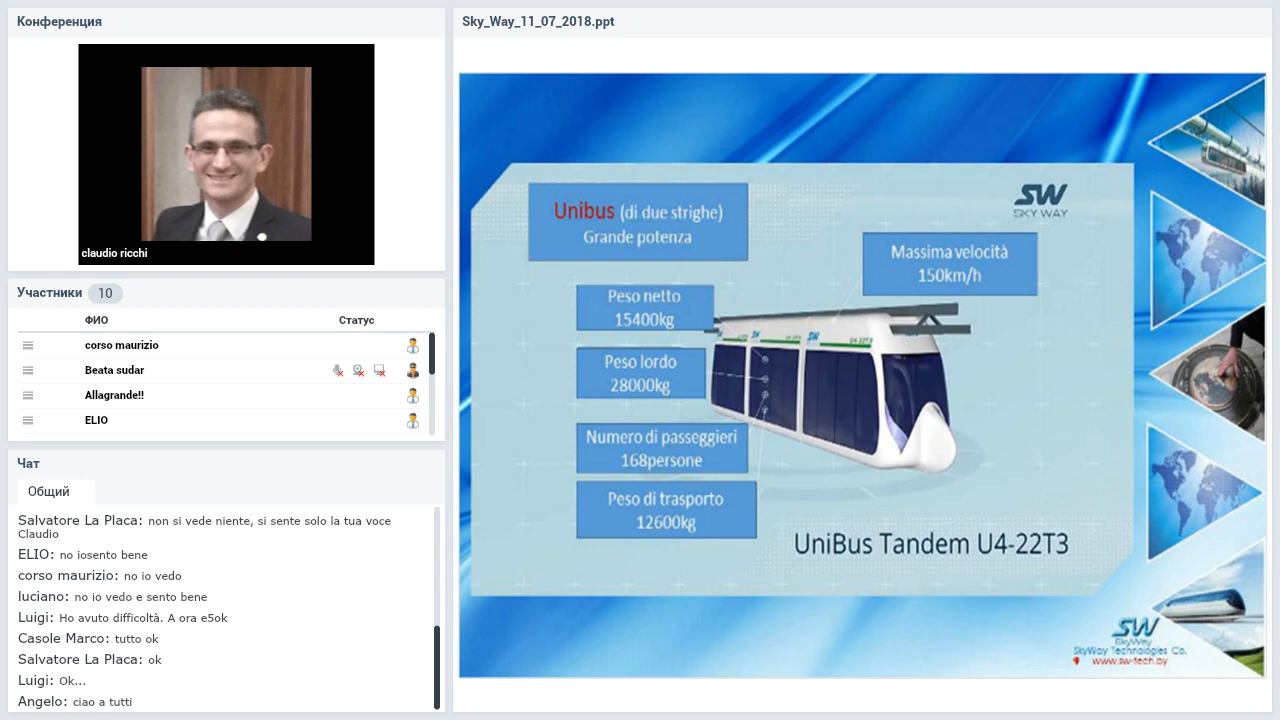 Конференция
claudio ricchi
Участники 10
ФИО Статус
corso maurizio
Beata sudar
Allagrande!!
ELIO
Чат
Общий
Salvatore La Placa: non si vede niente, si sente solo la tua voce
Claudio
ELIO: no iosento bene
corso maurizio: no io vedo
luciano: no io vedo e sento bene
Luigi: Ho avuto difficoltà. A ora e5ok
Casole Marco: tutto ok
Salvatore La Placa: ok
Luigi: Ok...
Angelo: ciao a tutti
Sky_Way_11_07_2018.ppt
Unibus (di due strighe)
Grande potenza
SW
SKY WAY
Massima velocità
150km/h
Peso netto
15400kg
Peso lordo
28000kg
Numero di passeggieri
168persone
Peso di trasporto
12600kg
UniBus Tandem U4-22T3
SW
SkyWay
SkyWay Technologies Co.
www.sw-tech.by